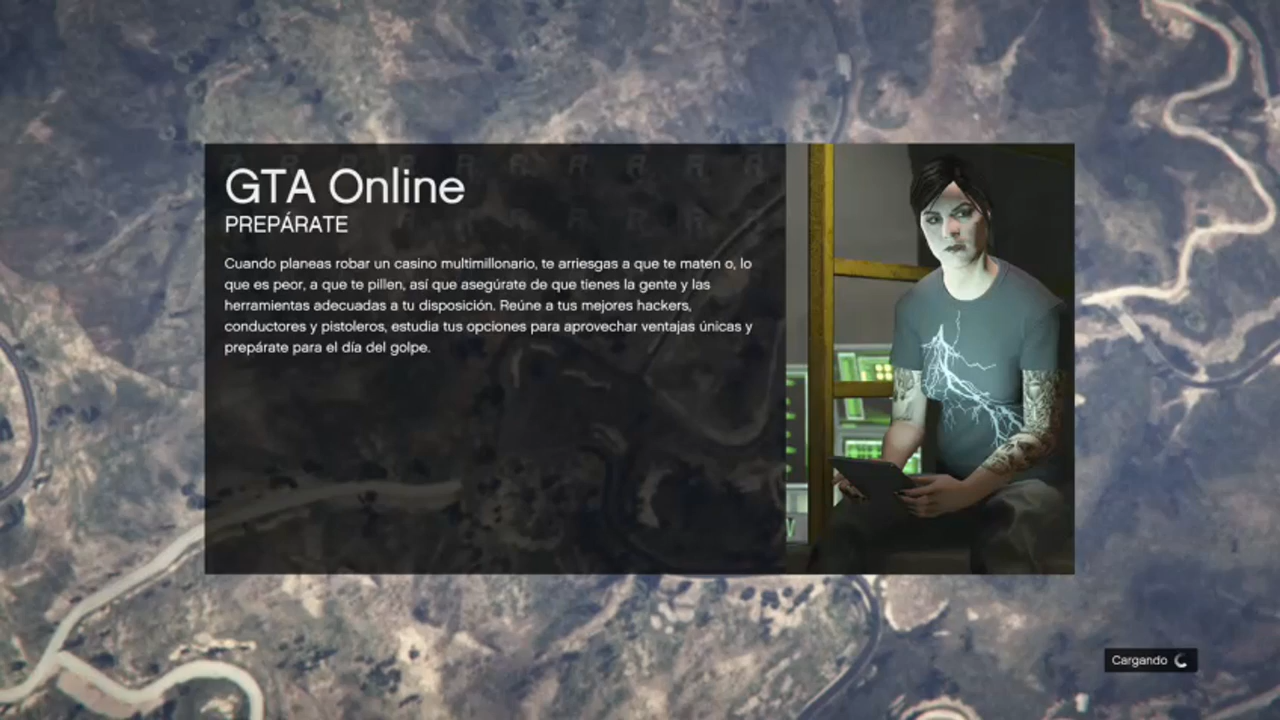 GTA Online
PREPÁRATE
Cuando planeas robar un casino multimillonario, te arriesgas a que te maten o, lo
que es peor, a que te pillen, así que asegúrate de que tienes la gente y las
herramientas adecuadas a tu disposición. Reúne a tus mejores hackers,
conductores y pistoleros, estudia tus opciones para aprovechar ventajas únicas y
prepárate para el día del golpe.
Cargando